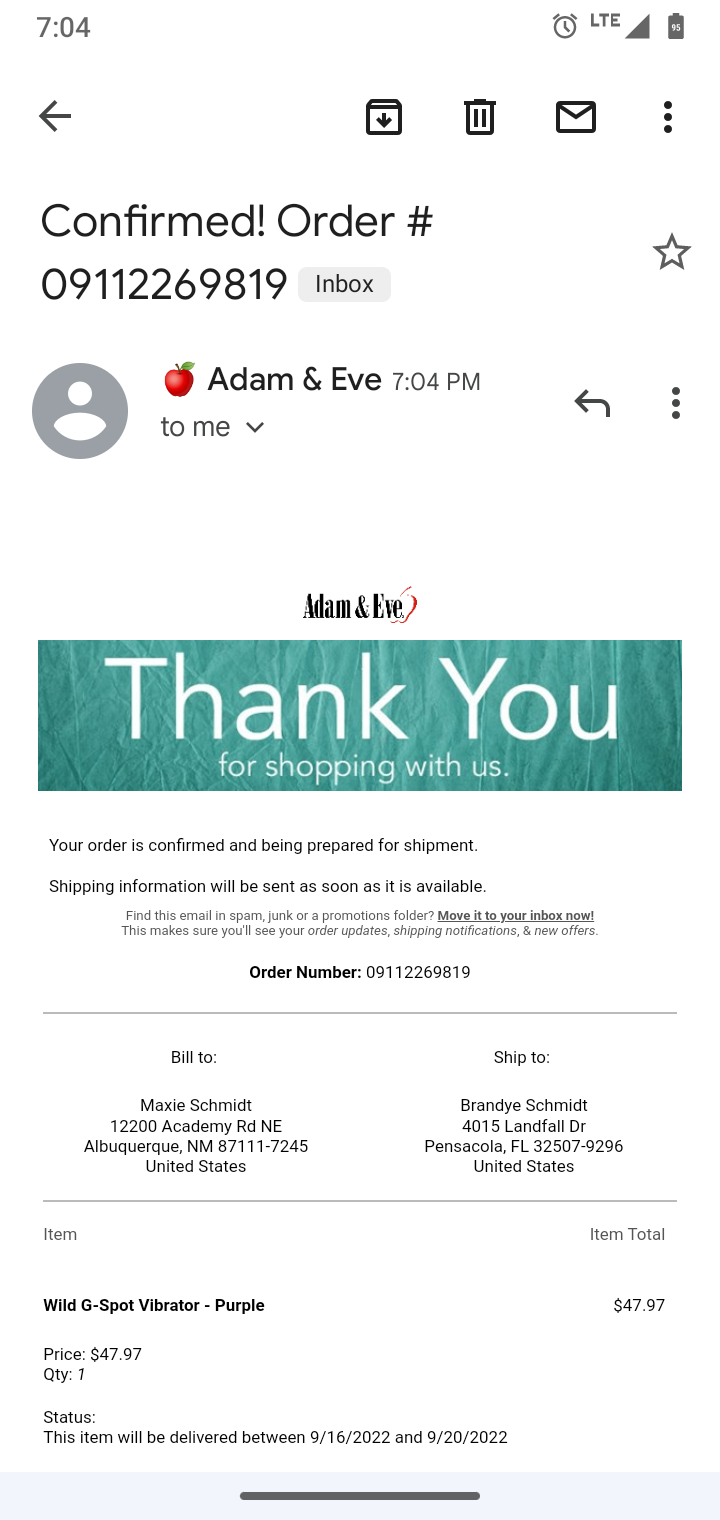 7:04
LTE
95
Confirmed! Order #
09112269819 Inbox
Adam & Eve 7:04 PM
to me
Adam & Eve
Thank You
for shopping with us.
Your order is confirmed and being prepared for shipment.
Shipping information will be sent as soon as it is available.
Find this email in spam, junk or a promotions folder? Move it to your inbox now!
This makes sure you'll see your order updates, shipping notifications, & new offers.
Order Number: 09112269819
Bill to:
Maxie Schmidt
12200 Academy Rd NE
Albuquerque, NM 87111-7245
United States
Ship to:
Brandye Schmidt
4015 Landfall Dr
Pensacola, FL 32507-9296
United States
Item Item Total
Wild G-Spot Vibrator - Purple $47.97
Price: $47.97
Qty: 1
Status:
This item will be delivered between 9/16/2022 and 9/20/2022